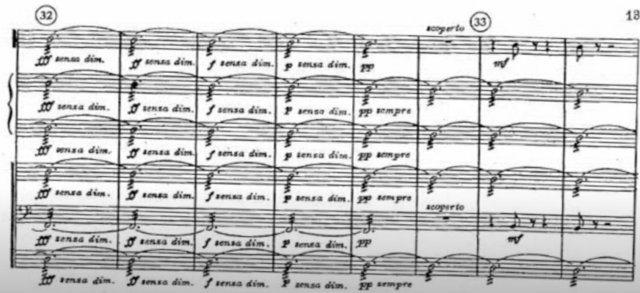 32 33 13
scoperto
fff senza dim. ff senza dim. f senza dim. p senza dim. pp mf
fff senza dim. ff senza dim. f senza dim. p senza dim. pp sempre
fff senza dim. ff senza dim. f senza dim. p senza dim. pp sempre
fff senza dim. ff senza dim. f senza dim. p senza dim. pp sempre
scoperto
fff senza dim. ff senza dim. f senza dim. p senza dim. pp mf
fff senza dim. ff senza dim. f senza dim. p senza dim. pp sempre